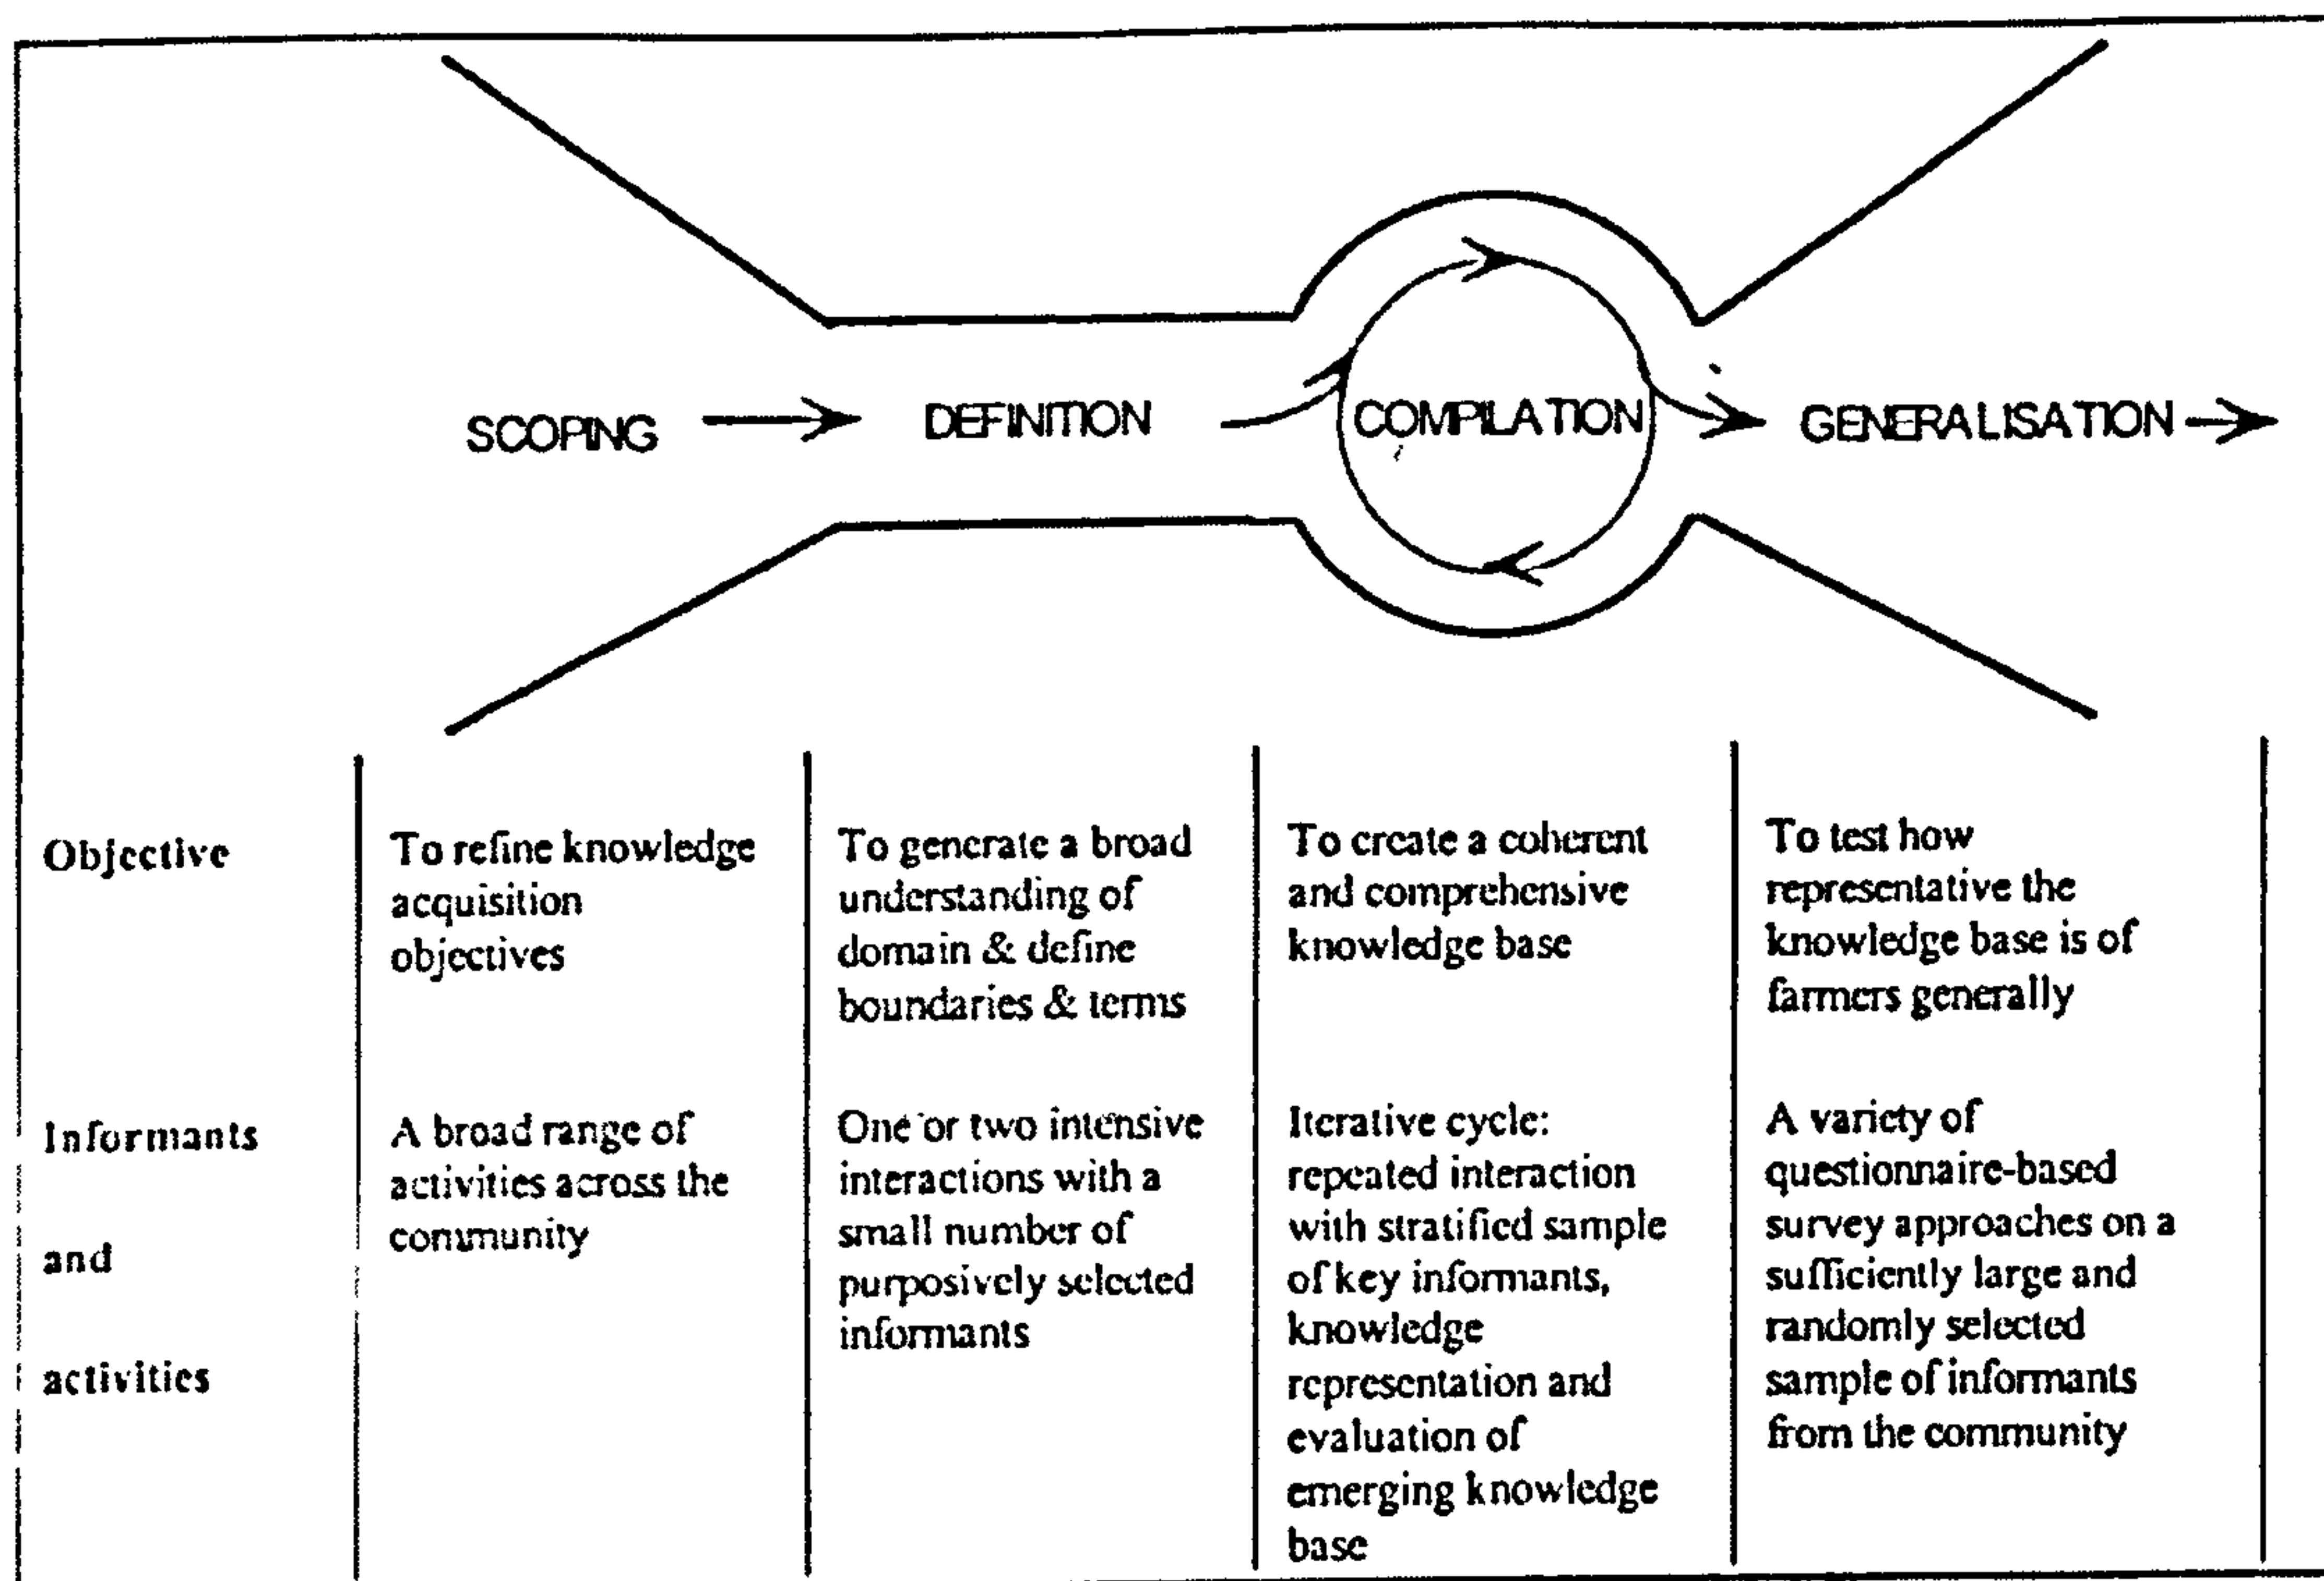 SCOPING → DEFINITION → COMPILATION → GENERALISATION →
Objective
To refine knowledge
acquisition
objectives
To generate a broad
understanding of
domain & define
boundaries & terms
To create a coherent
and comprehensive
knowledge base
To test how
representative the
knowledge base is of
farmers generally
Informants
and
activities
A broad range of
activities across the
community
One or two intensive
interactions with a
small number of
purposively selected
informants
Iterative cycle:
repeated interaction
with stratified sample
of key informants,
knowledge
representation and
evaluation of
emerging knowledge
base
A variety of
questionnaire-based
survey approaches on a
sufficiently large and
randomly selected
sample of informants
from the community